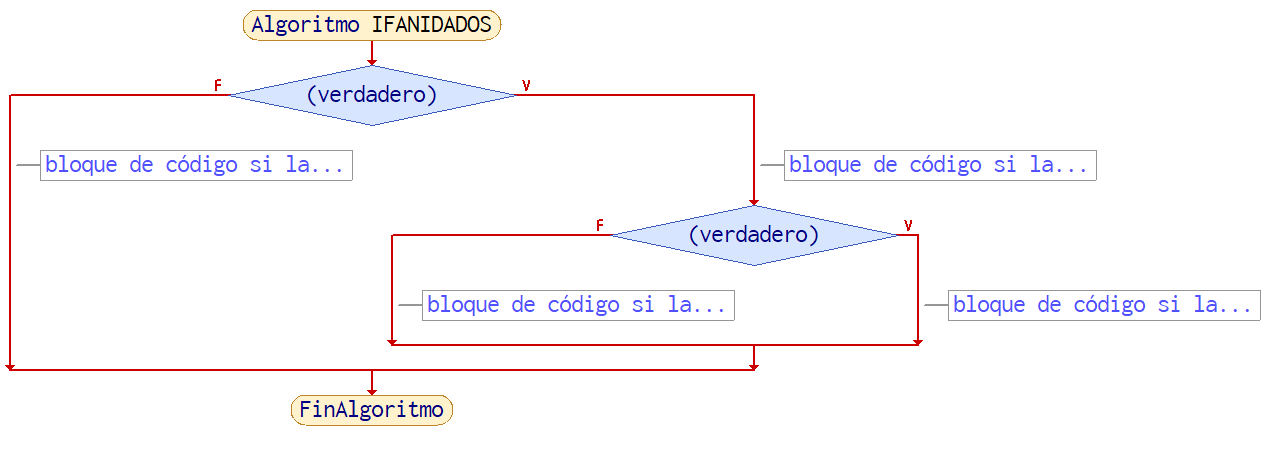 Algoritmo IFANIDADOS
F
(verdadero)
V
bloque de código si la...
bloque de código si la...
F
(verdadero)
V
bloque de código si la...
bloque de código si la...
FinAlgoritmo